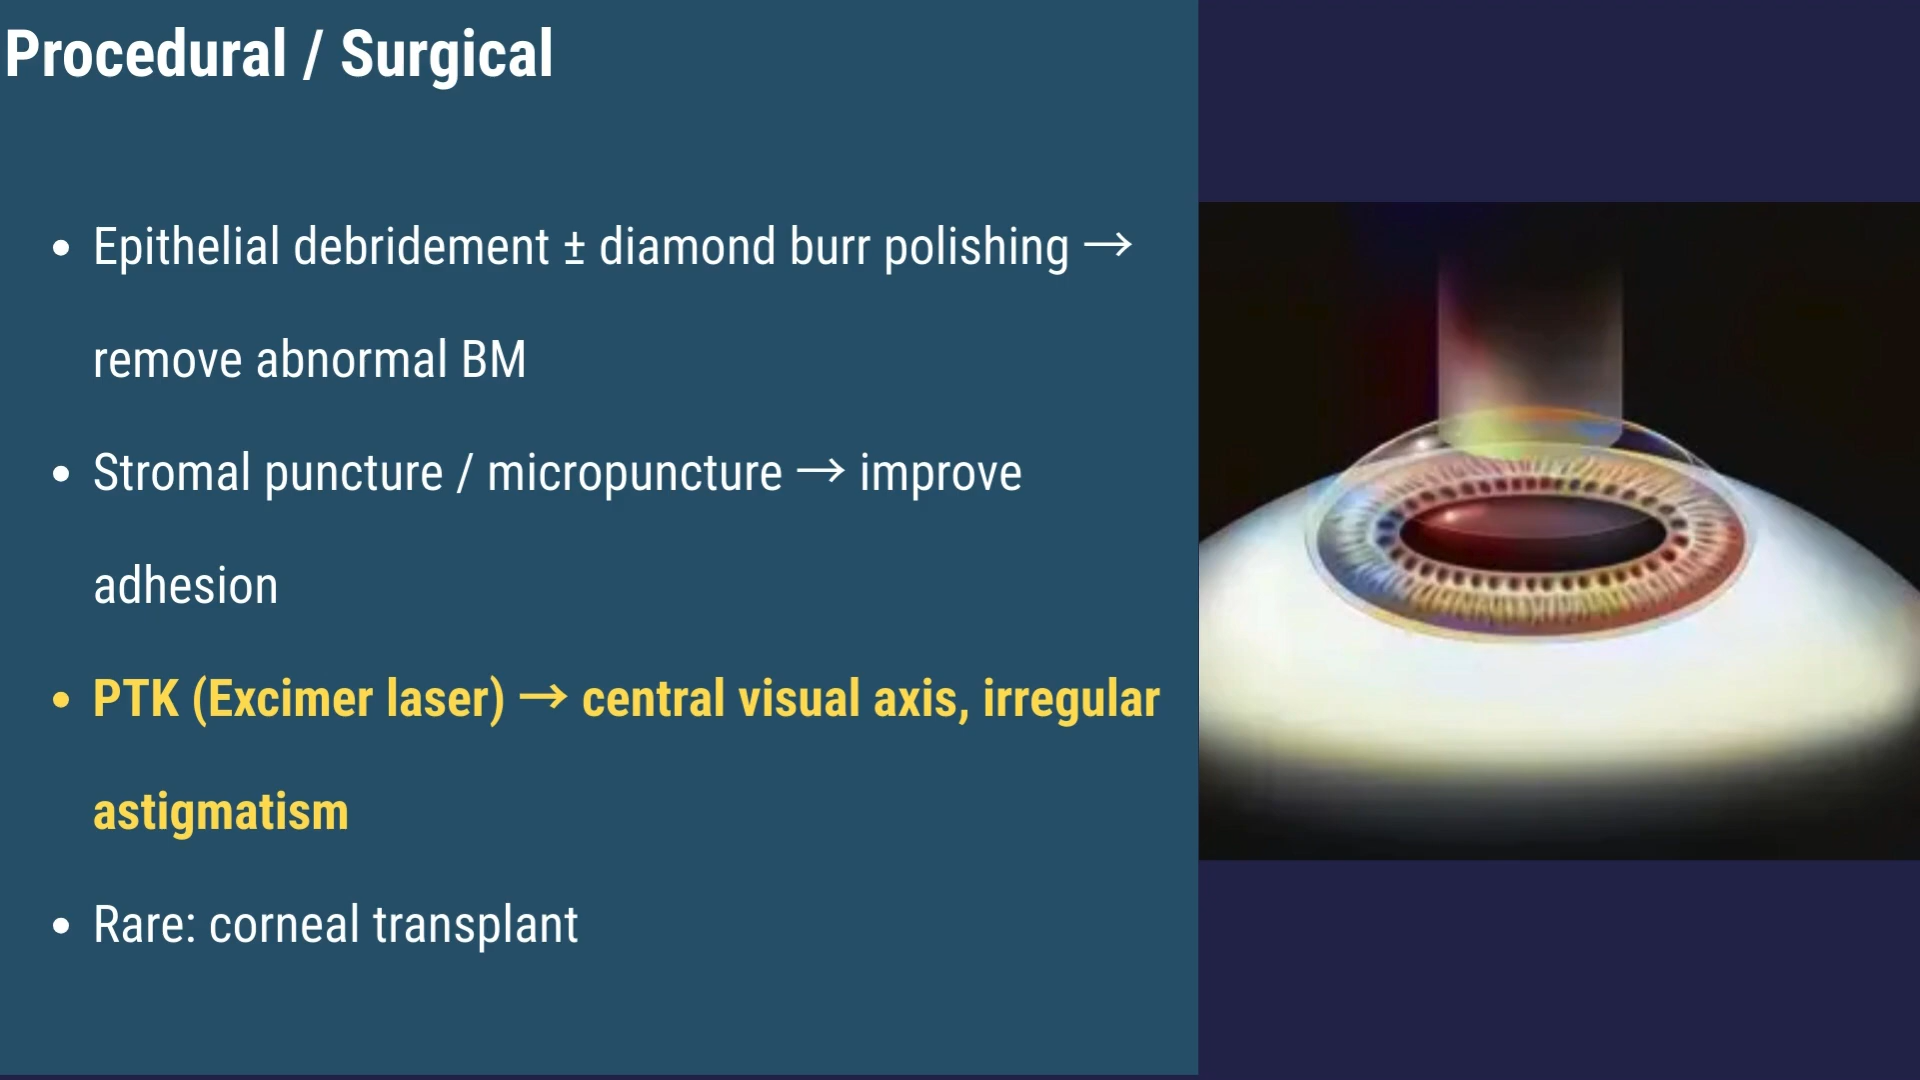 Procedural / Surgical
• Epithelial debridement ± diamond burr polishing →
remove abnormal BM
• Stromal puncture / micropuncture → improve
adhesion
• PTK (Excimer laser) → central visual axis, irregular
astigmatism
• Rare: corneal transplant